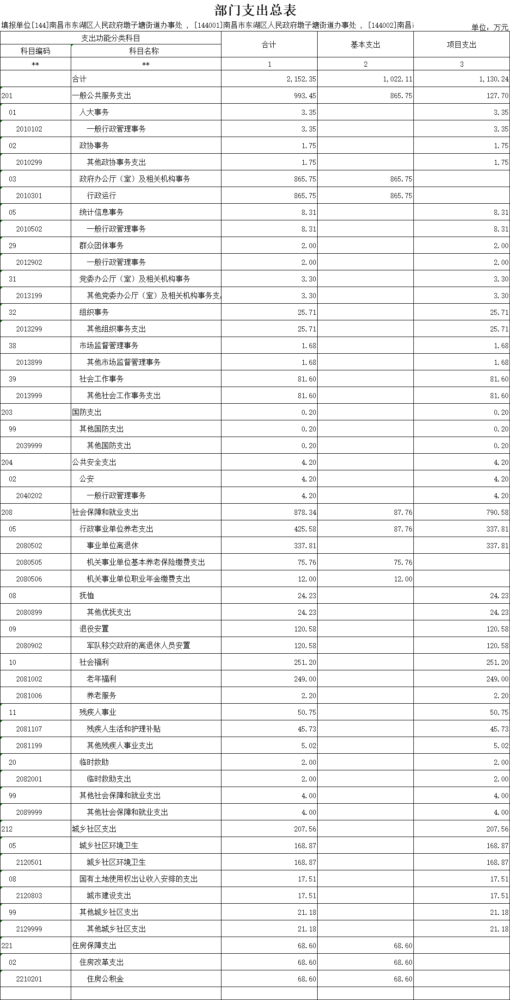 部门支出总表
填报单位[144]南昌市东湖区人民政府墩子塘街道办事处 , [144001]南昌市东湖区人民政府墩子塘街道办事处 , [144002]南昌
单位：万元
支出功能分类科目 合计 基本支出 项目支出
科目编码 科目名称
** ** 1 2 3
合计 2,152.35 1,022.11 1,130.24
201 一般公共服务支出 993.45 865.75 127.70
01 人大事务 3.35 3.35
2010102 一般行政管理事务 3.35 3.35
02 政协事务 1.75 1.75
2010299 其他政协事务支出 1.75 1.75
03 政府办公厅（室）及相关机构事务 865.75 865.75
2010301 行政运行 865.75 865.75
05 统计信息事务 8.31 8.31
2010502 一般行政管理事务 8.31 8.31
29 群众团体事务 2.00 2.00
2012902 一般行政管理事务 2.00 2.00
31 党委办公厅（室）及相关机构事务 3.30 3.30
2013199 其他党委办公厅（室）及相关机构事务支 3.30 3.30
32 组织事务 25.71 25.71
2013299 其他组织事务支出 25.71 25.71
38 市场监督管理事务 1.68 1.68
2013899 其他市场监督管理事务 1.68 1.68
39 社会工作事务 81.60 81.60
2013999 其他社会工作事务支出 81.60 81.60
203 国防支出 0.20 0.20
99 其他国防支出 0.20 0.20
2039999 其他国防支出 0.20 0.20
204 公共安全支出 4.20 4.20
02 公安 4.20 4.20
2040202 一般行政管理事务 4.20 4.20
208 社会保障和就业支出 878.34 87.76 790.58
05 行政事业单位养老支出 425.58 87.76 337.81
2080502 事业单位离退休 337.81 337.81
2080505 机关事业单位基本养老保险缴费支出 75.76 75.76
2080506 机关事业单位职业年金缴费支出 12.00 12.00
08 抚恤 24.23 24.23
2080899 其他优抚支出 24.23 24.23
09 退役安置 120.58 120.58
2080902 军队移交政府的离退休人员安置 120.58 120.58
10 社会福利 251.20 251.20
2081002 老年福利 249.00 249.00
2081006 养老服务 2.20 2.20
11 残疾人事业 50.75 50.75
2081107 残疾人生活和护理补贴 45.73 45.73
2081199 其他残疾人事业支出 5.02 5.02
20 临时救助 2.00 2.00
2082001 临时救助支出 2.00 2.00
99 其他社会保障和就业支出 4.00 4.00
2089999 其他社会保障和就业支出 4.00 4.00
212 城乡社区支出 207.56 207.56
05 城乡社区环境卫生 168.87 168.87
2120501 城乡社区环境卫生 168.87 168.87
08 国有土地使用权出让收入安排的支出 17.51 17.51
2120803 城市建设支出 17.51 17.51
99 其他城乡社区支出 21.18 21.18
2129999 其他城乡社区支出 21.18 21.18
221 住房保障支出 68.60 68.60
02 住房改革支出 68.60 68.60
2210201 住房公积金 68.60 68.60